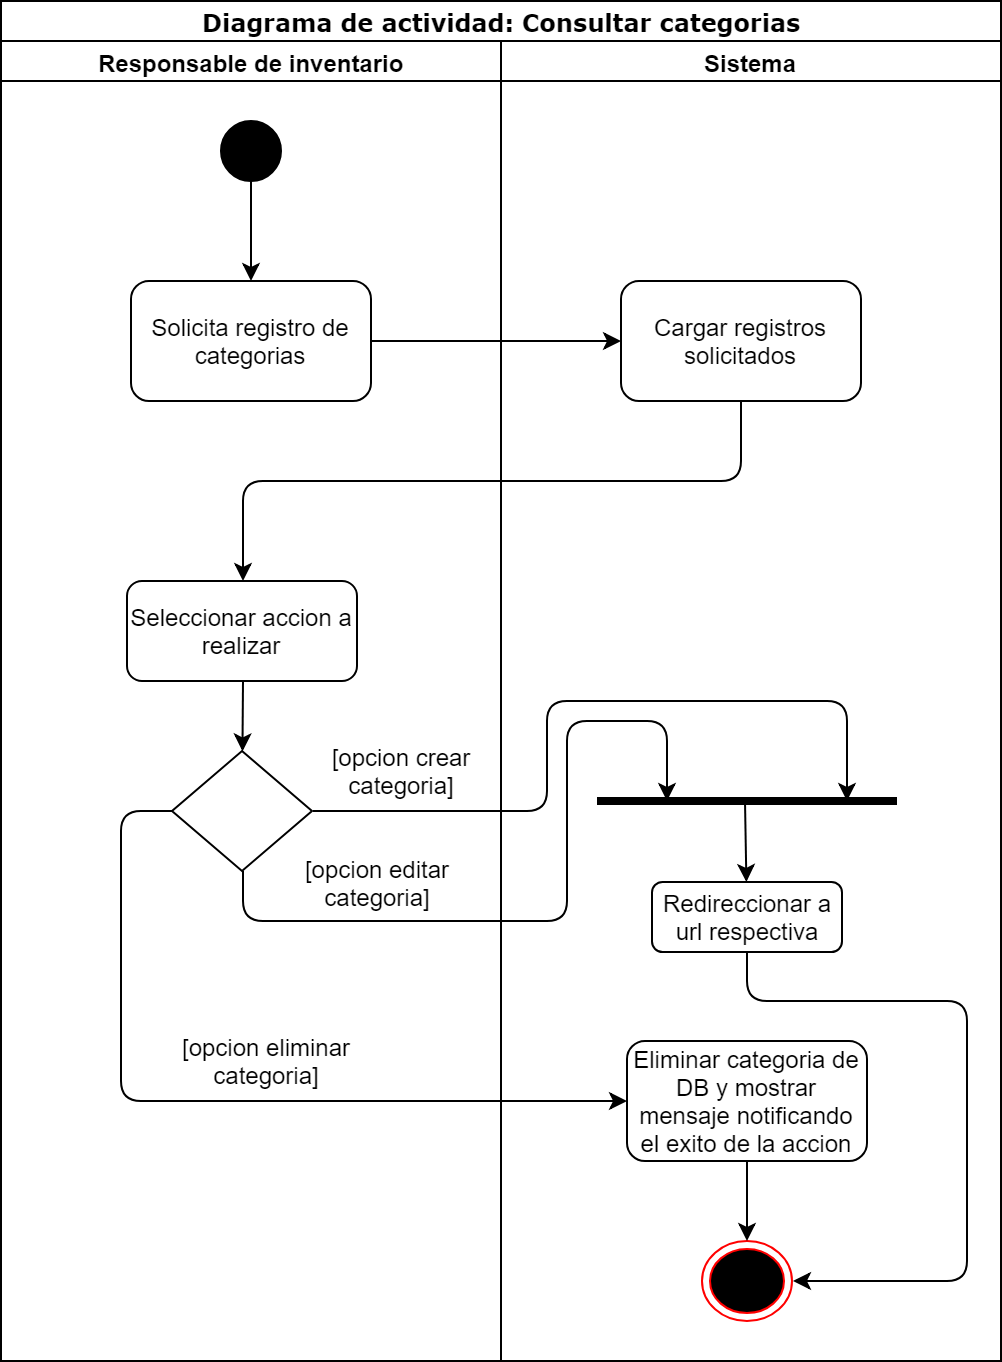 Diagrama de actividad: Consultar categorias
Responsable de inventario
Sistema
Solicita registro de
categorias
Cargar registros
solicitados
Seleccionar accion a
realizar
[opcion crear
categoria]
[opcion editar
categoria]
Redireccionar a
url respectiva
[opcion eliminar
categoria]
Eliminar categoria de
DB y mostrar
mensaje notificando
el exito de la accion